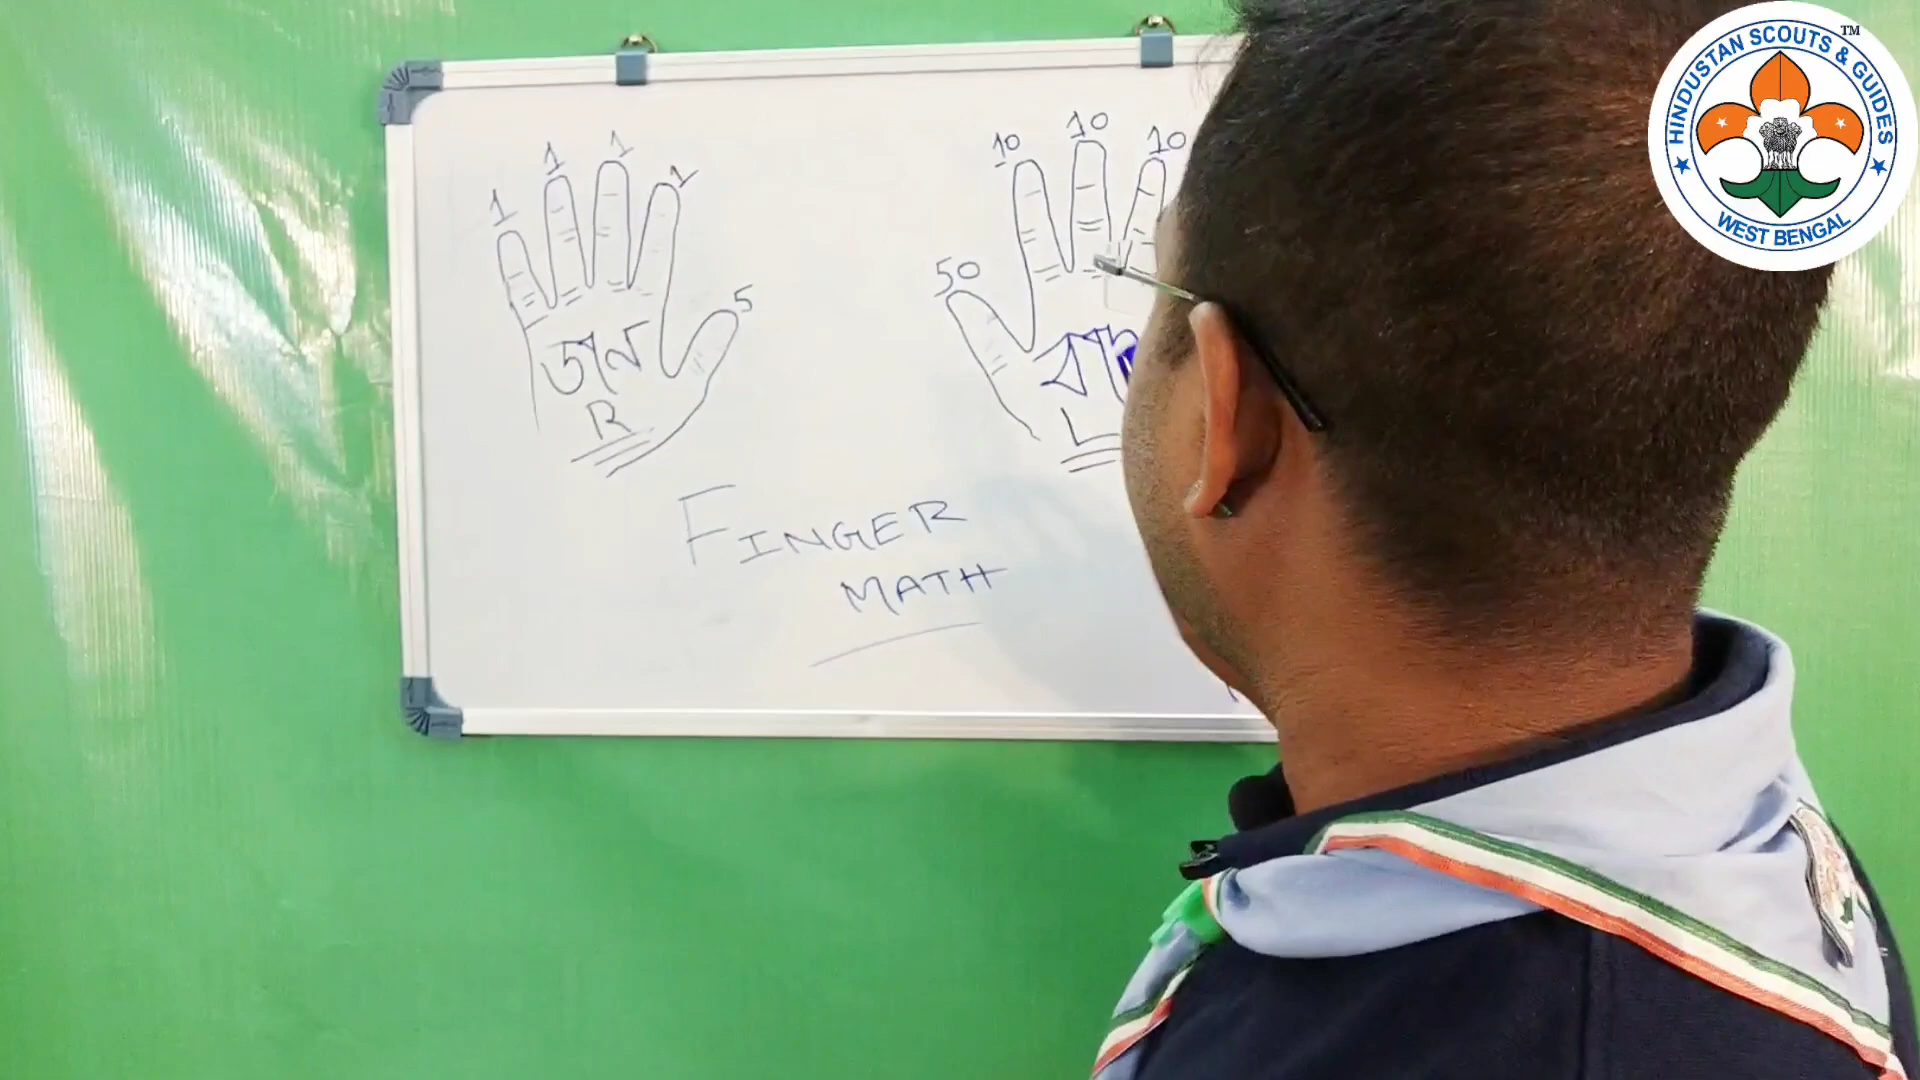 1 1 1 1 5
ডান
R
50 10 10 10
L
FINGER
MATH
HINDUSTAN SCOUTS & GUIDES
TM
WEST BENGAL